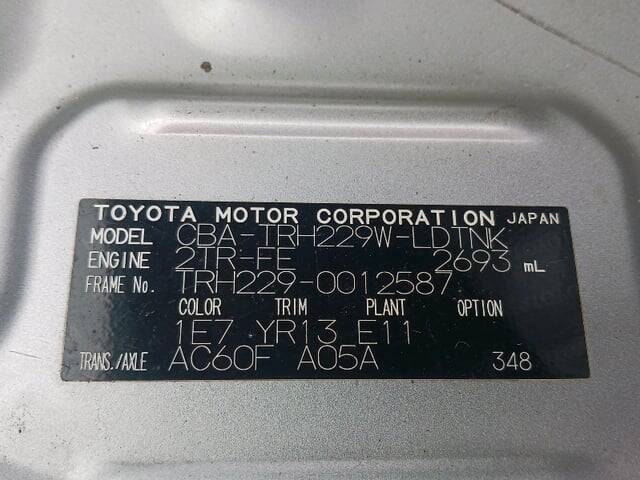 TOYOTA MOTOR CORPORATION JAPAN
MODEL CBA-TRH229W-LDTNK
ENGINE 2TR-FE 2693 mL
FRAME No. TRH229-0012587
COLOR TRIM PLANT OPTION
1E7 YR13 E11
TRANS./AXLE AC60F A05A 348